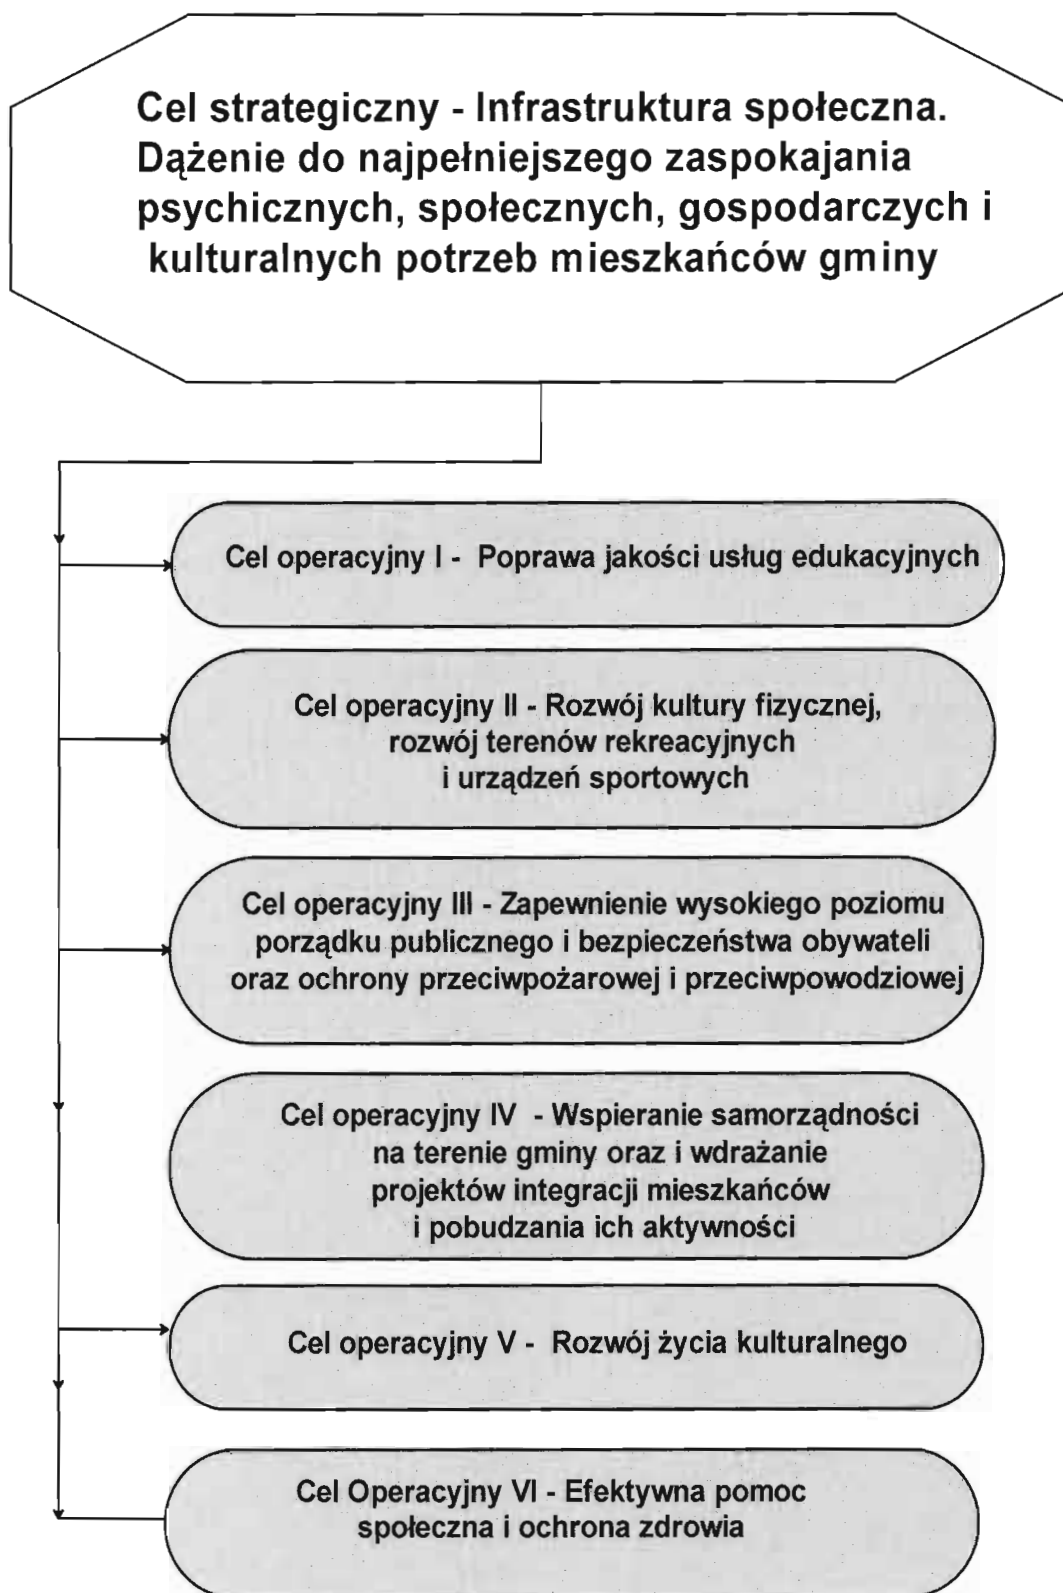 Cel strategiczny - Infrastruktura społeczna.
Dążenie do najpełniejszego zaspokajania
psychicznych, społecznych, gospodarczych i
kulturalnych potrzeb mieszkańców gminy
Cel operacyjny I - Poprawa jakości usług edukacyjnych
Cel operacyjny II - Rozwój kultury fizycznej,
rozwój terenów rekreacyjnych
i urządzeń sportowych
Cel operacyjny III - Zapewnienie wysokiego poziomu
porządku publicznego i bezpieczeństwa obywateli
oraz ochrony przeciwpożarowej i przeciwpowodziowej
Cel operacyjny IV - Wspieranie samorządności
na terenie gminy oraz i wdrażanie
projektów integracji mieszkańców
i pobudzania ich aktywności
Cel operacyjny V - Rozwój życia kulturalnego
Cel Operacyjny VI - Efektywna pomoc
społeczna i ochrona zdrowia